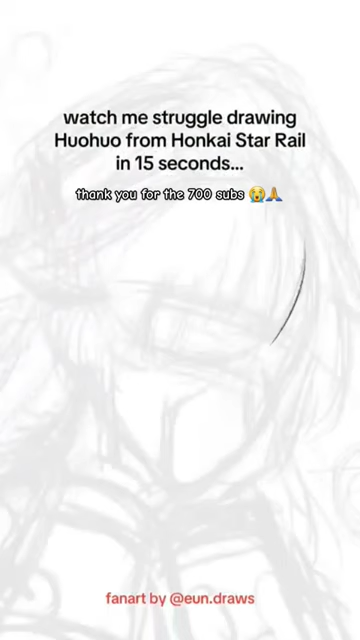 watch me struggle drawing
Huohuo from Honkai Star Rail
in 15 seconds...
thank you for the 700 subs 😭🙏
fanart by @eun.draws